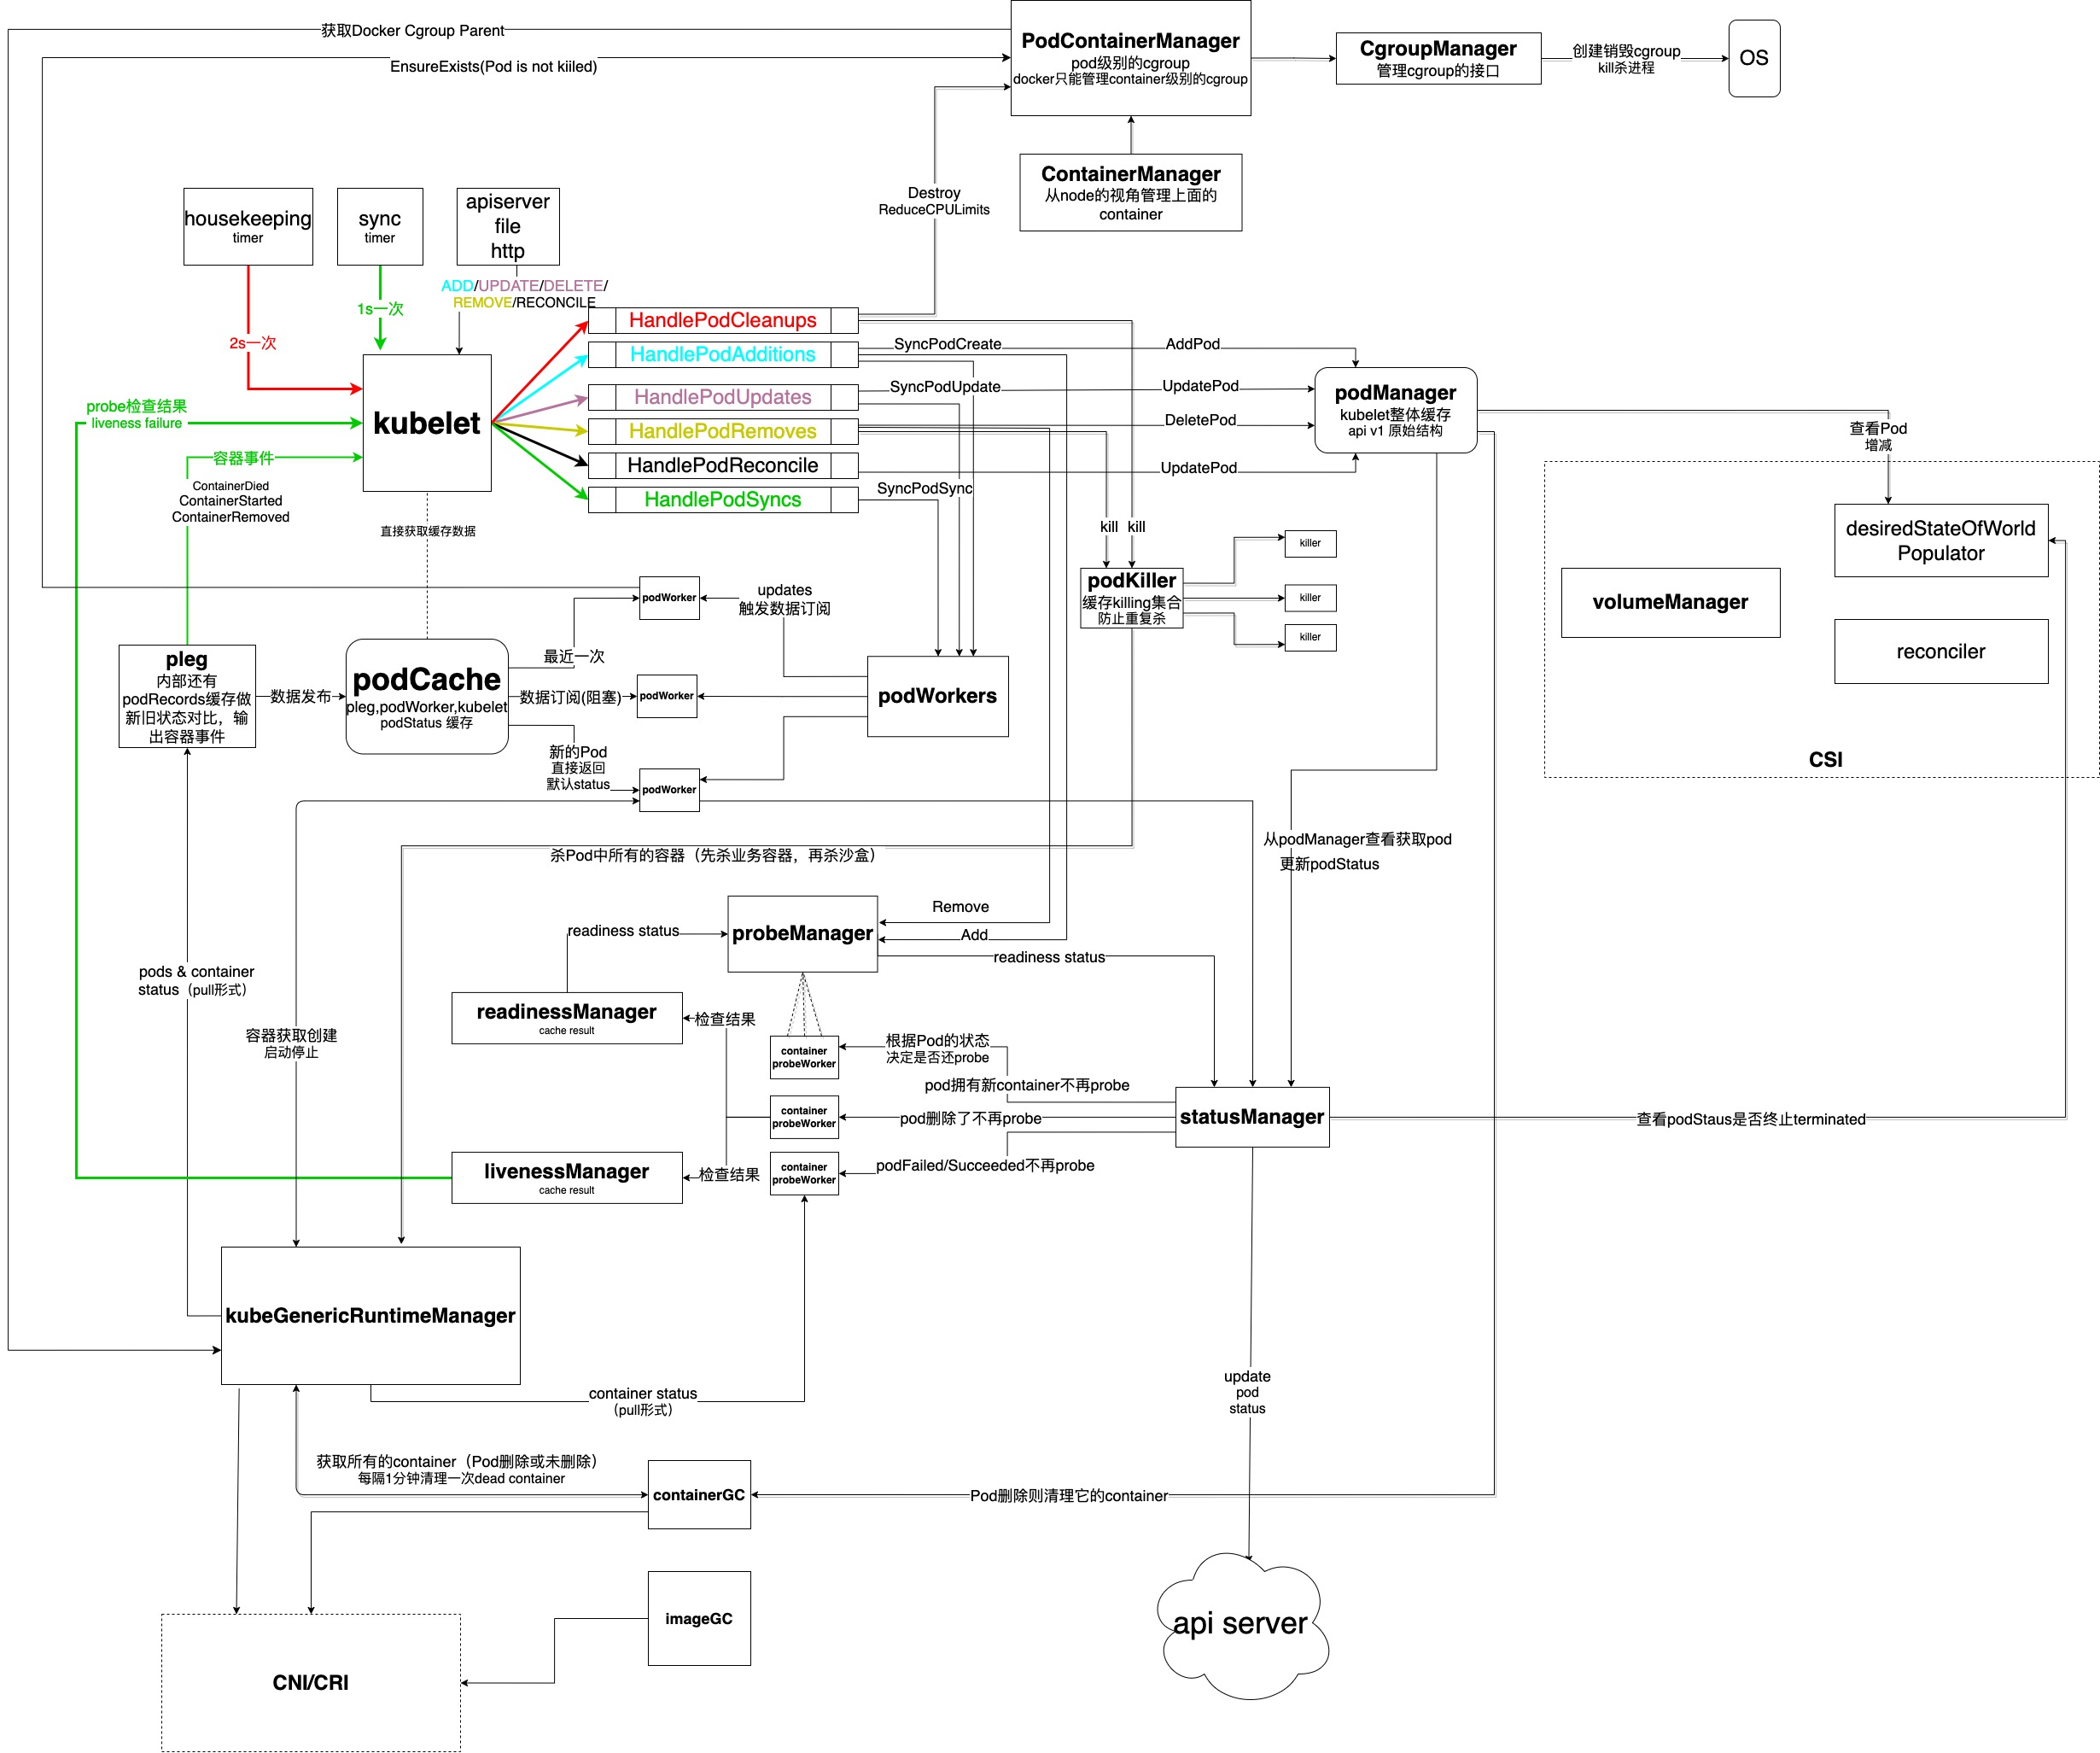 获取Docker Cgroup Parent
EnsureExists(Pod is not kiiled)
PodContainerManager
pod级别的cgroup
docker只能管理container级别的cgroup
CgroupManager
管理cgroup的接口
创建销毁cgroup
kill杀进程
OS
ContainerManager
从node的视角管理上面的
container
Destroy
ReduceCPULimits
housekeeping
timer
sync
timer
apiserver
file
http
ADD/UPDATE/DELETE/
REMOVE/RECONCILE
1s一次
2s一次
HandlePodCleanups
HandlePodAdditions
HandlePodUpdates
HandlePodRemoves
HandlePodReconcile
HandlePodSyncs
SyncPodCreate
AddPod
SyncPodUpdate
UpdatePod
DeletePod
UpdatePod
SyncPodSync
kubelet
probe检查结果
liveness failure
容器事件
ContainerDied
ContainerStarted
ContainerRemoved
直接获取缓存数据
podManager
kubelet整体缓存
api v1 原始结构
查看Pod
增减
desiredStateOfWorld
Populator
volumeManager
reconciler
CSI
kill
kill
podKiller
缓存killing集合
防止重复杀
killer
killer
killer
podWorker
updates
触发数据订阅
最近一次
pleg
内部还有
podRecords缓存做
新旧状态对比，输
出容器事件
数据发布
podCache
pleg,podWorker,kubelet
podStatus 缓存
数据订阅(阻塞)
podWorker
podWorkers
新的Pod
直接返回
默认status
podWorker
从podManager查看获取pod
更新podStatus
杀Pod中所有的容器（先杀业务容器，再杀沙盒）
Remove
Add
probeManager
readiness status
readiness status
pods & container
status（pull形式）
容器获取创建
启动停止
readinessManager
cache result
检查结果
container
probeWorker
根据Pod的状态
决定是否还probe
pod拥有新container不再probe
container
probeWorker
pod删除了不再probe
statusManager
查看podStaus是否终止terminated
livenessManager
cache result
检查结果
container
probeWorker
podFailed/Succeeded不再probe
kubeGenericRuntimeManager
container status
（pull形式）
update
pod
status
获取所有的container（Pod删除或未删除）
每隔1分钟清理一次dead container
containerGC
Pod删除则清理它的container
imageGC
api server
CNI/CRI